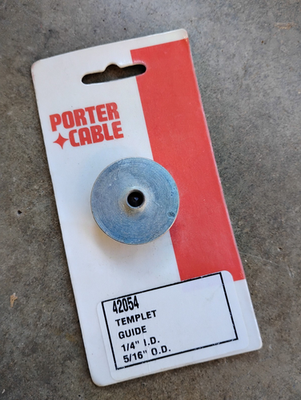 PORTER
CABLE
42054
TEMPLET
GUIDE
1/4" I.D.
5/16" O.D.